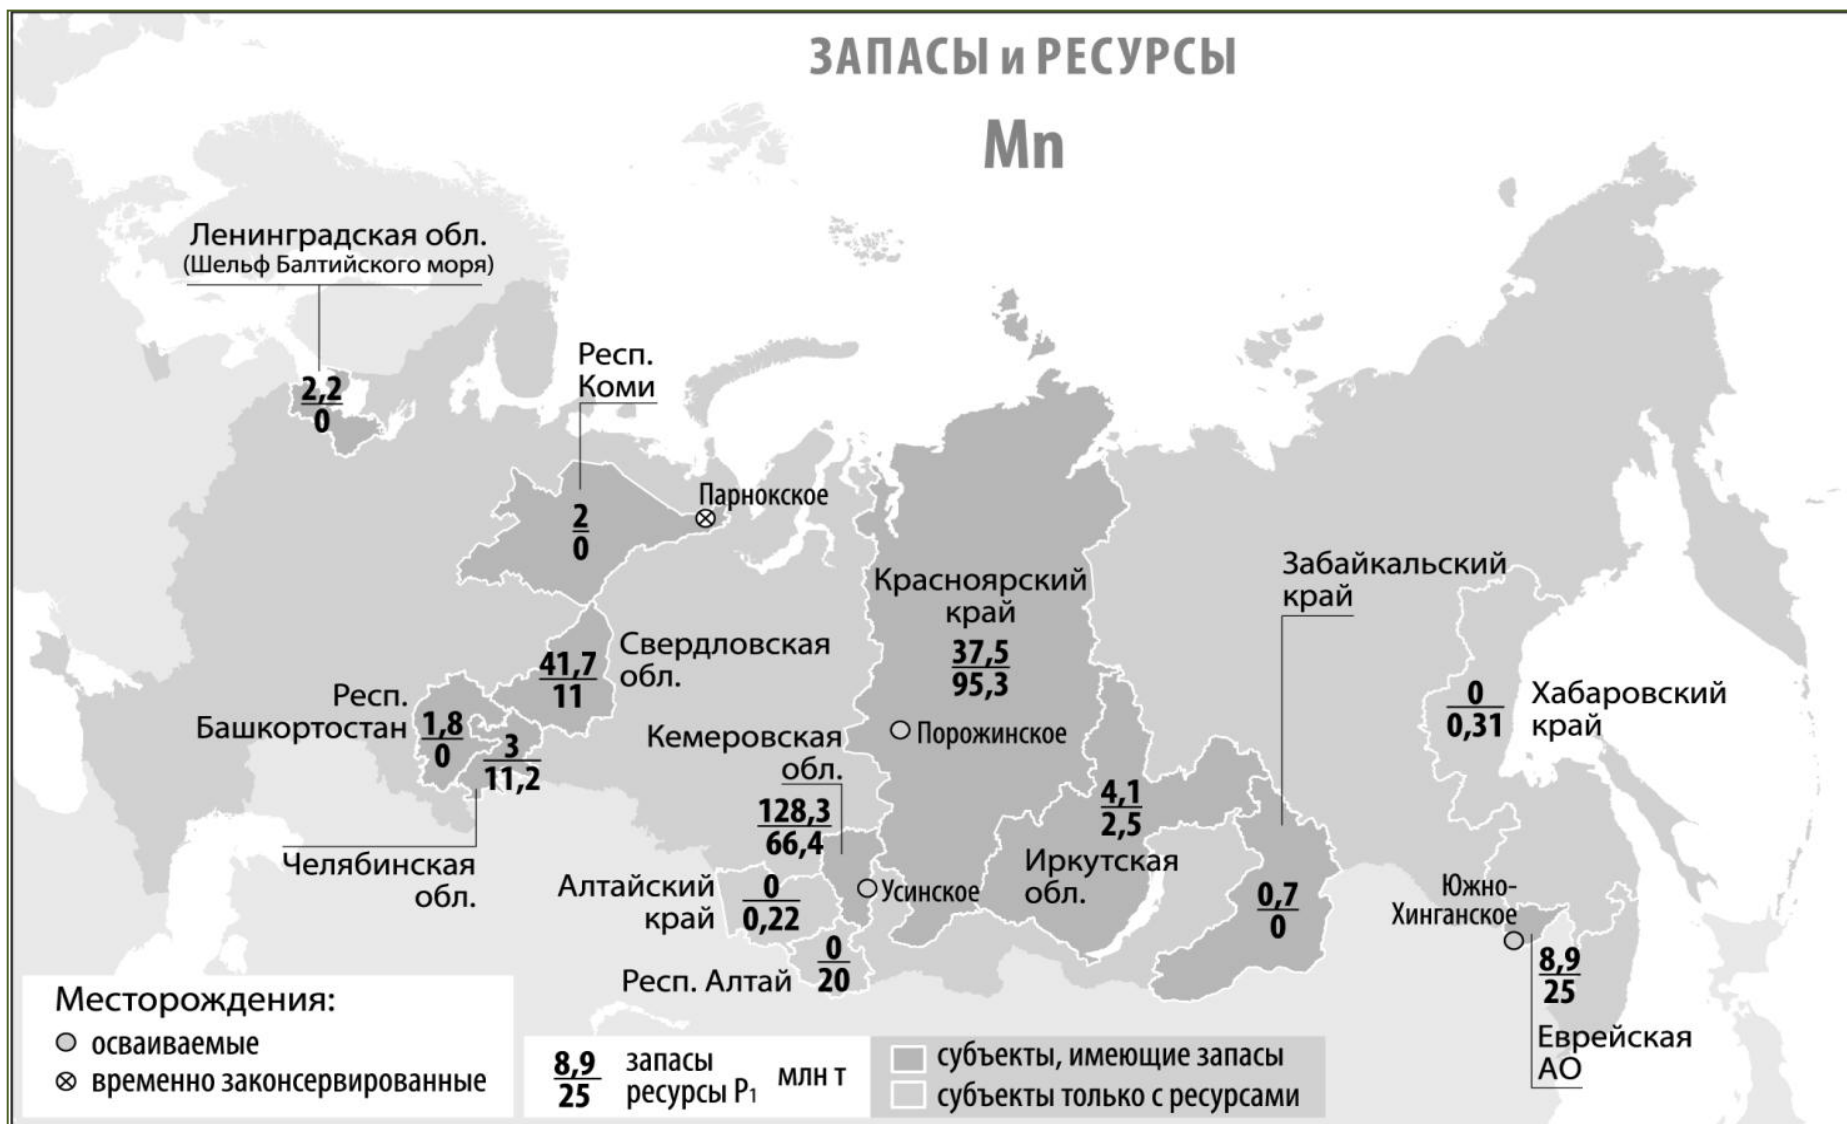 ЗАПАСЫ и РЕСУРСЫ
Mn
Ленинградская обл.
(Шельф Балтийского моря)
2,2
0
Респ.
Коми
2
0
Парнокское
Красноярский
край
37,5
95,3
Порожинское
Забайкальский
край
0,7
0
Свердловская
обл.
41,7
11
Респ.
Башкортостан
1,8
0
3
11,2
Челябинская
обл.
Кемеровская
обл.
128,3
66,4
Усинское
Алтайский
край
0
0,22
Респ. Алтай
0
20
4,1
2,5
Иркутская
обл.
0
0,31
Хабаровский
край
Южно-
Хинганское
8,9
25
Еврейская
АО
Месторождения:
осваиваемые
временно законсервированные
8,9
25
запасы
ресурсы P₁
млн т
субъекты, имеющие запасы
субъекты только с ресурсами